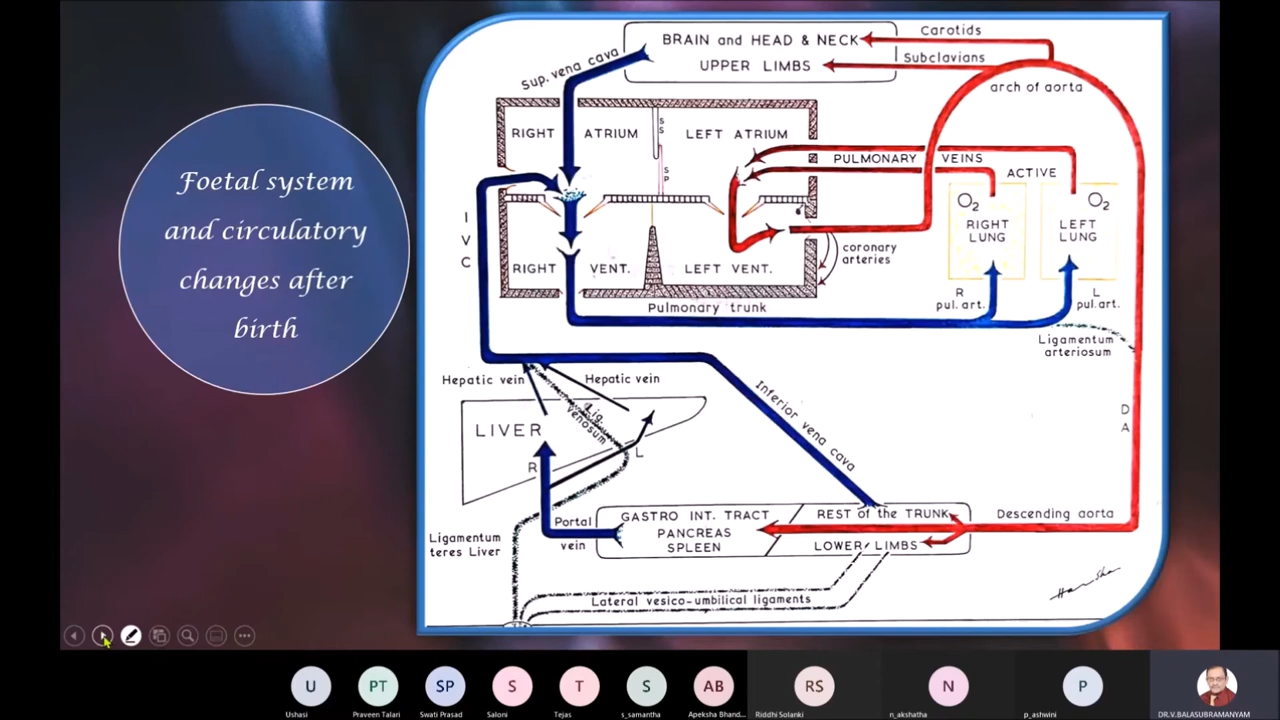 Foetal system
and circulatory
changes after
birth
BRAIN and HEAD & NECK
UPPER LIMBS
Carotids
Subclavians
arch of aorta
Sup. vena cava
RIGHT ATRIUM
LEFT ATRIUM
SS
SP
PULMONARY VEINS
ACTIVE
O2
RIGHT
LUNG
O2
LEFT
LUNG
I
V
C
RIGHT VENT.
LEFT VENT.
coronary
arteries
R
pul. art.
L
pul. art.
Pulmonary trunk
Ligamentum
arteriosum
Hepatic vein
Hepatic vein
Lig.
venosum
LIVER
R
L
Inferior vena cava
D
A
Portal
vein
GASTRO INT. TRACT
PANCREAS
SPLEEN
REST of the TRUNK
LOWER LIMBS
Descending aorta
Ligamentum
teres Liver
Lateral vesico-umbilical ligaments
U
Ushasi
PT
Praveen Talari
SP
Swati Prasad
S
Saloni
T
Tejas
S
s_samantha
AB
Apeksha Bhand...
RS
Riddhi Solanki
N
n_akshatha
P
p_ashwini
DR.V.BALASUBRAMANYAM